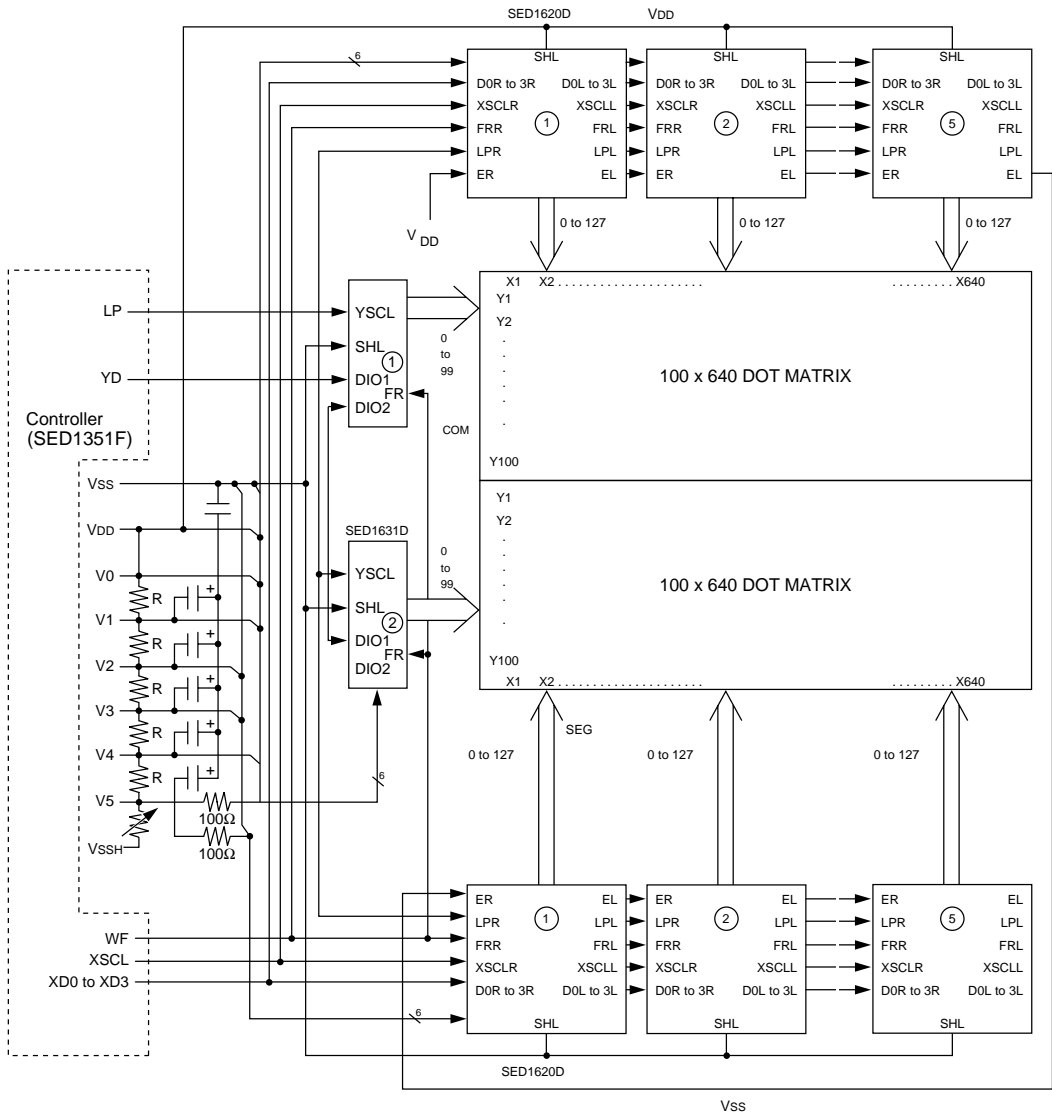 SED1620D
VDD
6
SHL
D0R to 3R
XSCLR
FRR
LPR
ER
1
D0L to 3L
XSCLL
FRL
LPL
EL
SHL
D0R to 3R
XSCLR
FRR
LPR
ER
2
D0L to 3L
XSCLL
FRL
LPL
EL
SHL
D0R to 3R
XSCLR
FRR
LPR
ER
5
D0L to 3L
XSCLL
FRL
LPL
EL
VDD
0 to 127
0 to 127
0 to 127
LP
YD
Controller
(SED1351F)
YSCL
SHL
1
DIO1
FR
DIO2
0
to
99
COM
X1 X2 . . . . . . . . . . . . . . . . . . . . . . . . . . . . . . X640
Y1
Y2
.
.
.
.
.
Y100
100 x 640 DOT MATRIX
Y1
Y2
.
.
.
.
.
Y100
100 x 640 DOT MATRIX
X1 X2 . . . . . . . . . . . . . . . . . . . . . . . . . . . . . . X640
SED1631D
YSCL
SHL
2
DIO1
FR
DIO2
0
to
99
6
VSS
VDD
V0
R
+
V1
R
+
V2
R
+
V3
R
+
V4
R
+
V5
100Ω
VSSH
100Ω
SEG
0 to 127
0 to 127
0 to 127
WF
XSCL
XD0 to XD3
6
ER
LPR
FRR
XSCLR
D0R to 3R
1
EL
LPL
FRL
XSCLL
D0L to 3L
SHL
ER
LPR
FRR
XSCLR
D0R to 3R
2
EL
LPL
FRL
XSCLL
D0L to 3L
SHL
ER
LPR
FRR
XSCLR
D0R to 3R
5
EL
LPL
FRL
XSCLL
D0L to 3L
SHL
SED1620D
VSS